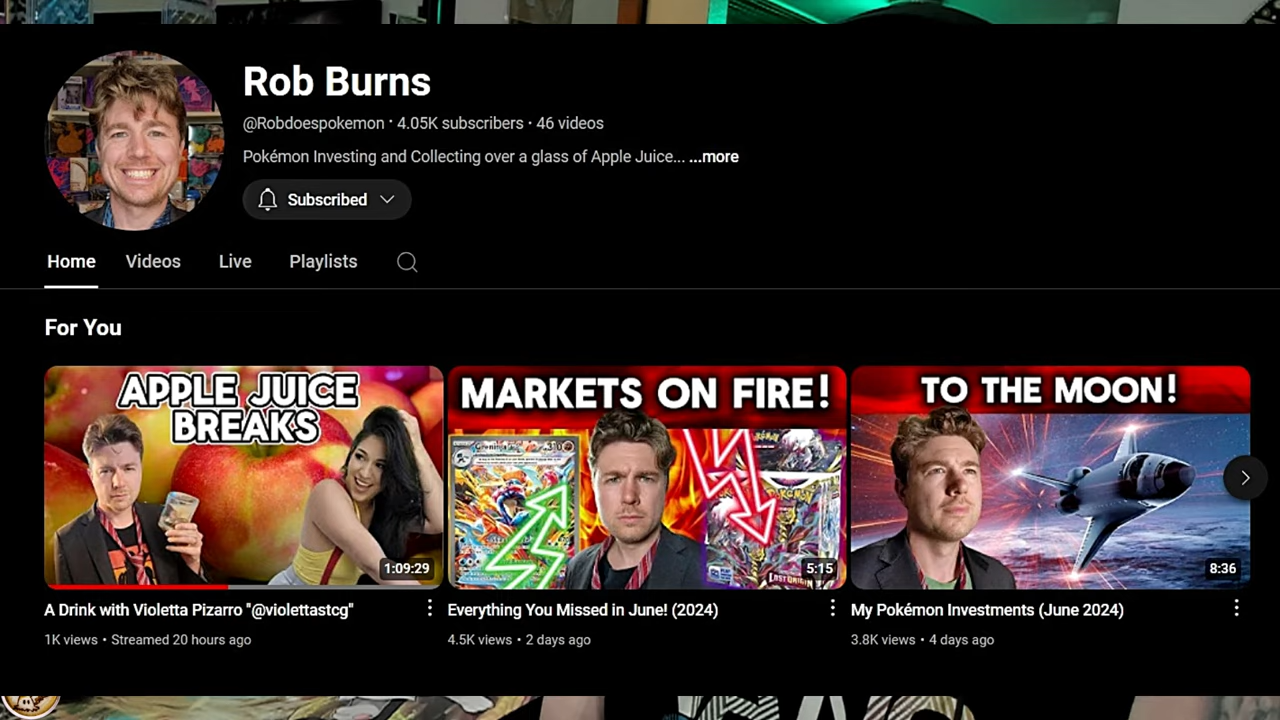 Rob Burns
@Robdoespokemon · 4.05K subscribers · 46 videos
Pokémon Investing and Collecting over a glass of Apple Juice... ...more
Subscribed
Home Videos Live Playlists
For You
APPLE JUICE
BREAKS
1:09:29
MARKETS ON FIRE!
POKÉMON
LOST ORIGIN
5:15
TO THE MOON!
8:36
A Drink with Violetta Pizarro "@violettastcg"
1K views • Streamed 20 hours ago
Everything You Missed in June! (2024)
4.5K views • 2 days ago
My Pokémon Investments (June 2024)
3.8K views • 4 days ago